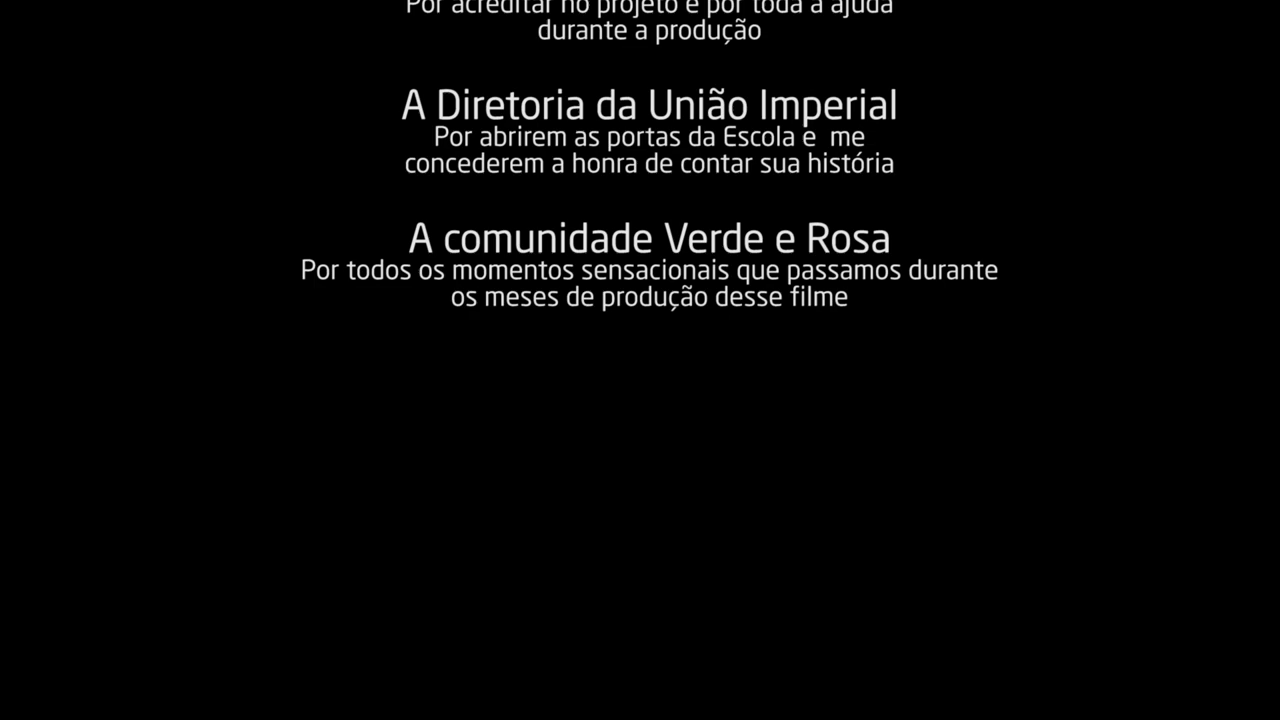 Por acreditar no projeto e por toda a ajuda
durante a produção
A Diretoria da União Imperial
Por abrirem as portas da Escola e  me
concederem a honra de contar sua história
A comunidade Verde e Rosa
Por todos os momentos sensacionais que passamos durante
os meses de produção desse filme